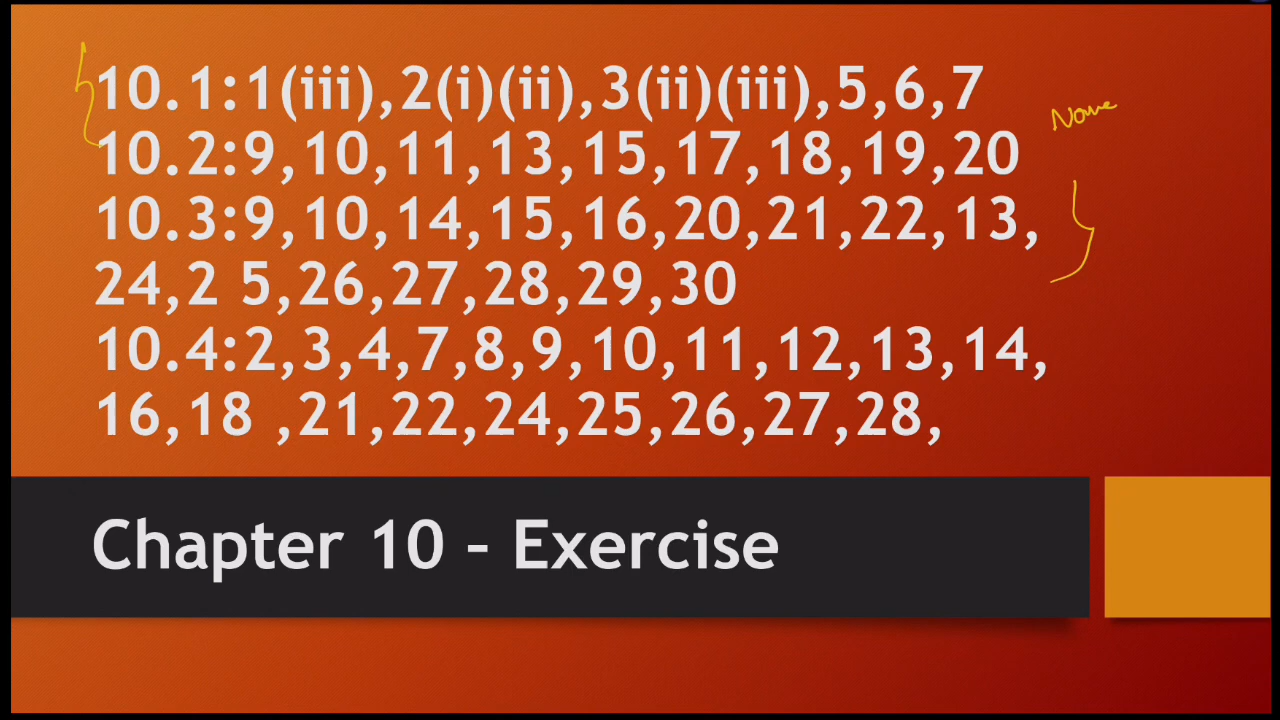 10.1:1(iii),2(i)(ii),3(ii)(iii),5,6,7
None
10.2:9,10,11,13,15,17,18,19,20
10.3:9,10,14,15,16,20,21,22,13,
24,2 5,26,27,28,29,30
10.4:2,3,4,7,8,9,10,11,12,13,14,
16,18 ,21,22,24,25,26,27,28,
Chapter 10 – Exercise